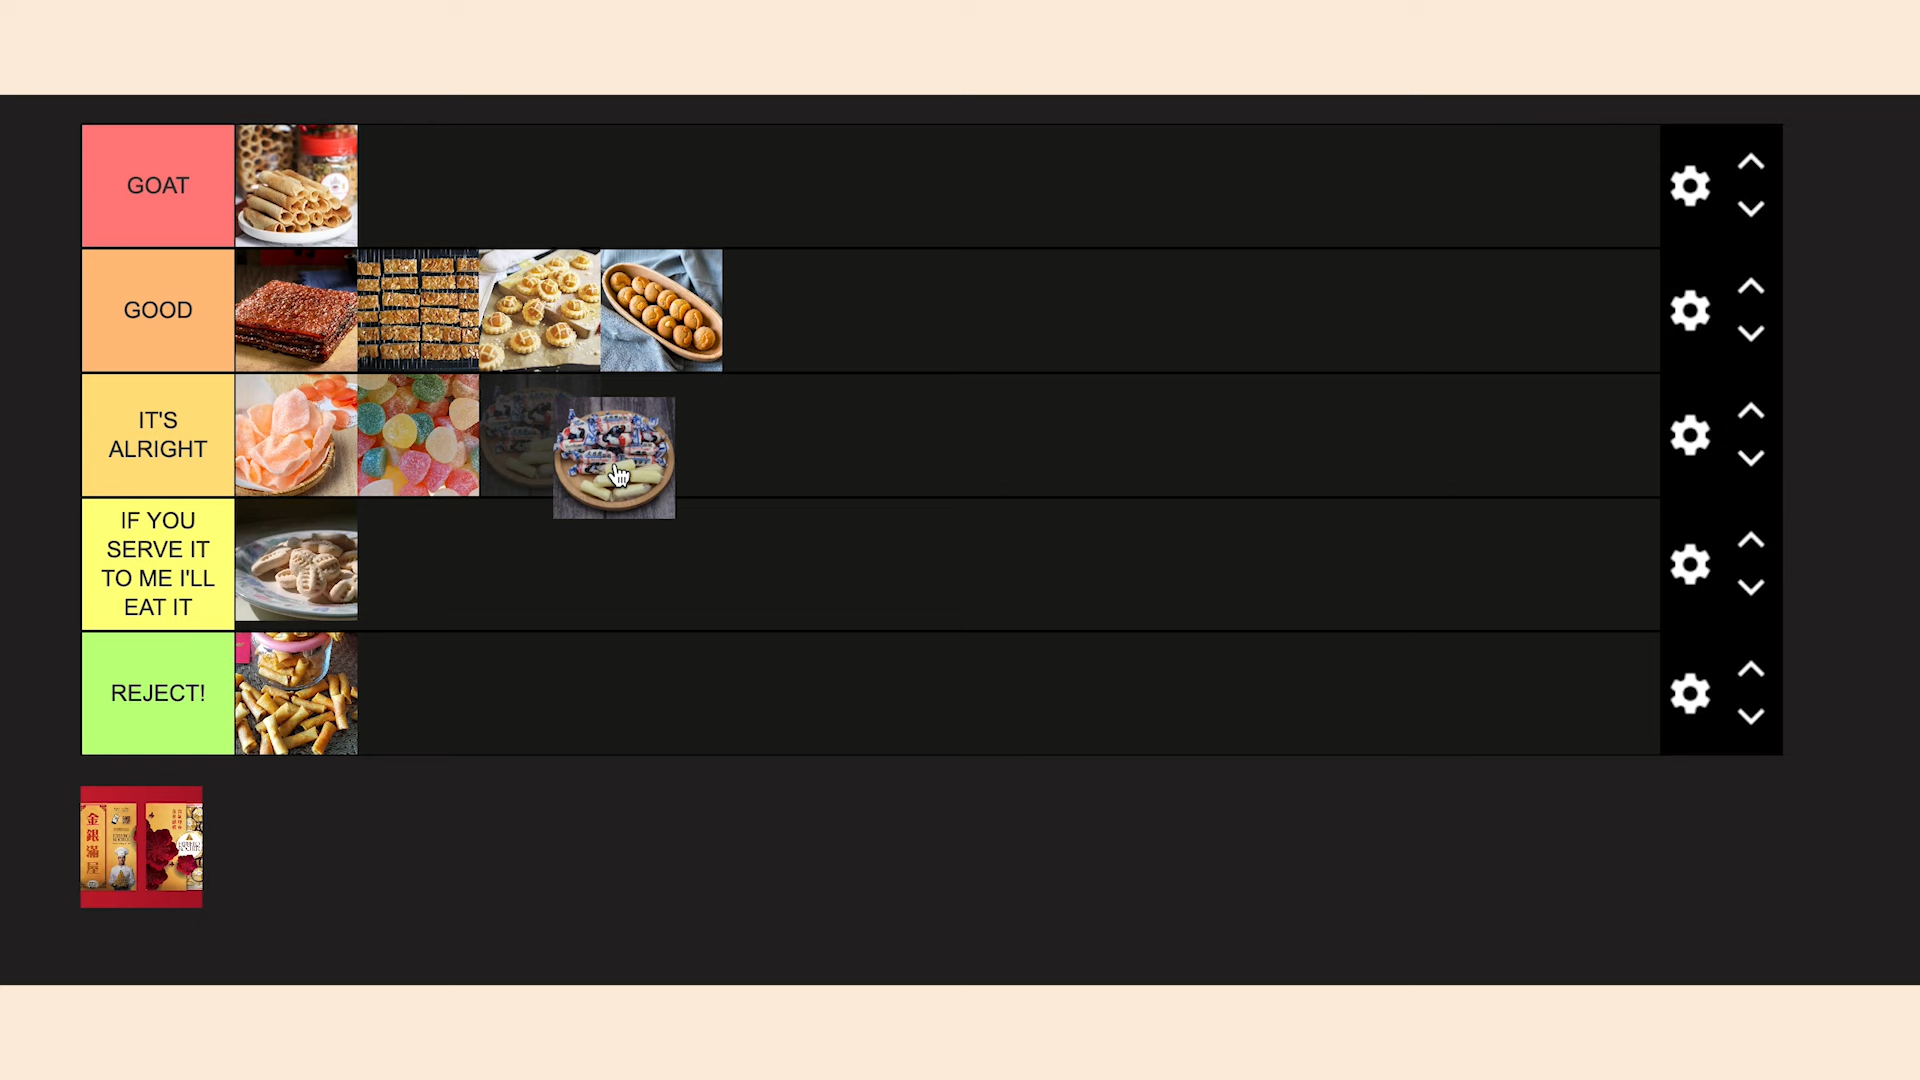 GOAT
GOOD
IT'S
ALRIGHT
IF YOU
SERVE IT
TO ME I'LL
EAT IT
REJECT!
金銀滿屋